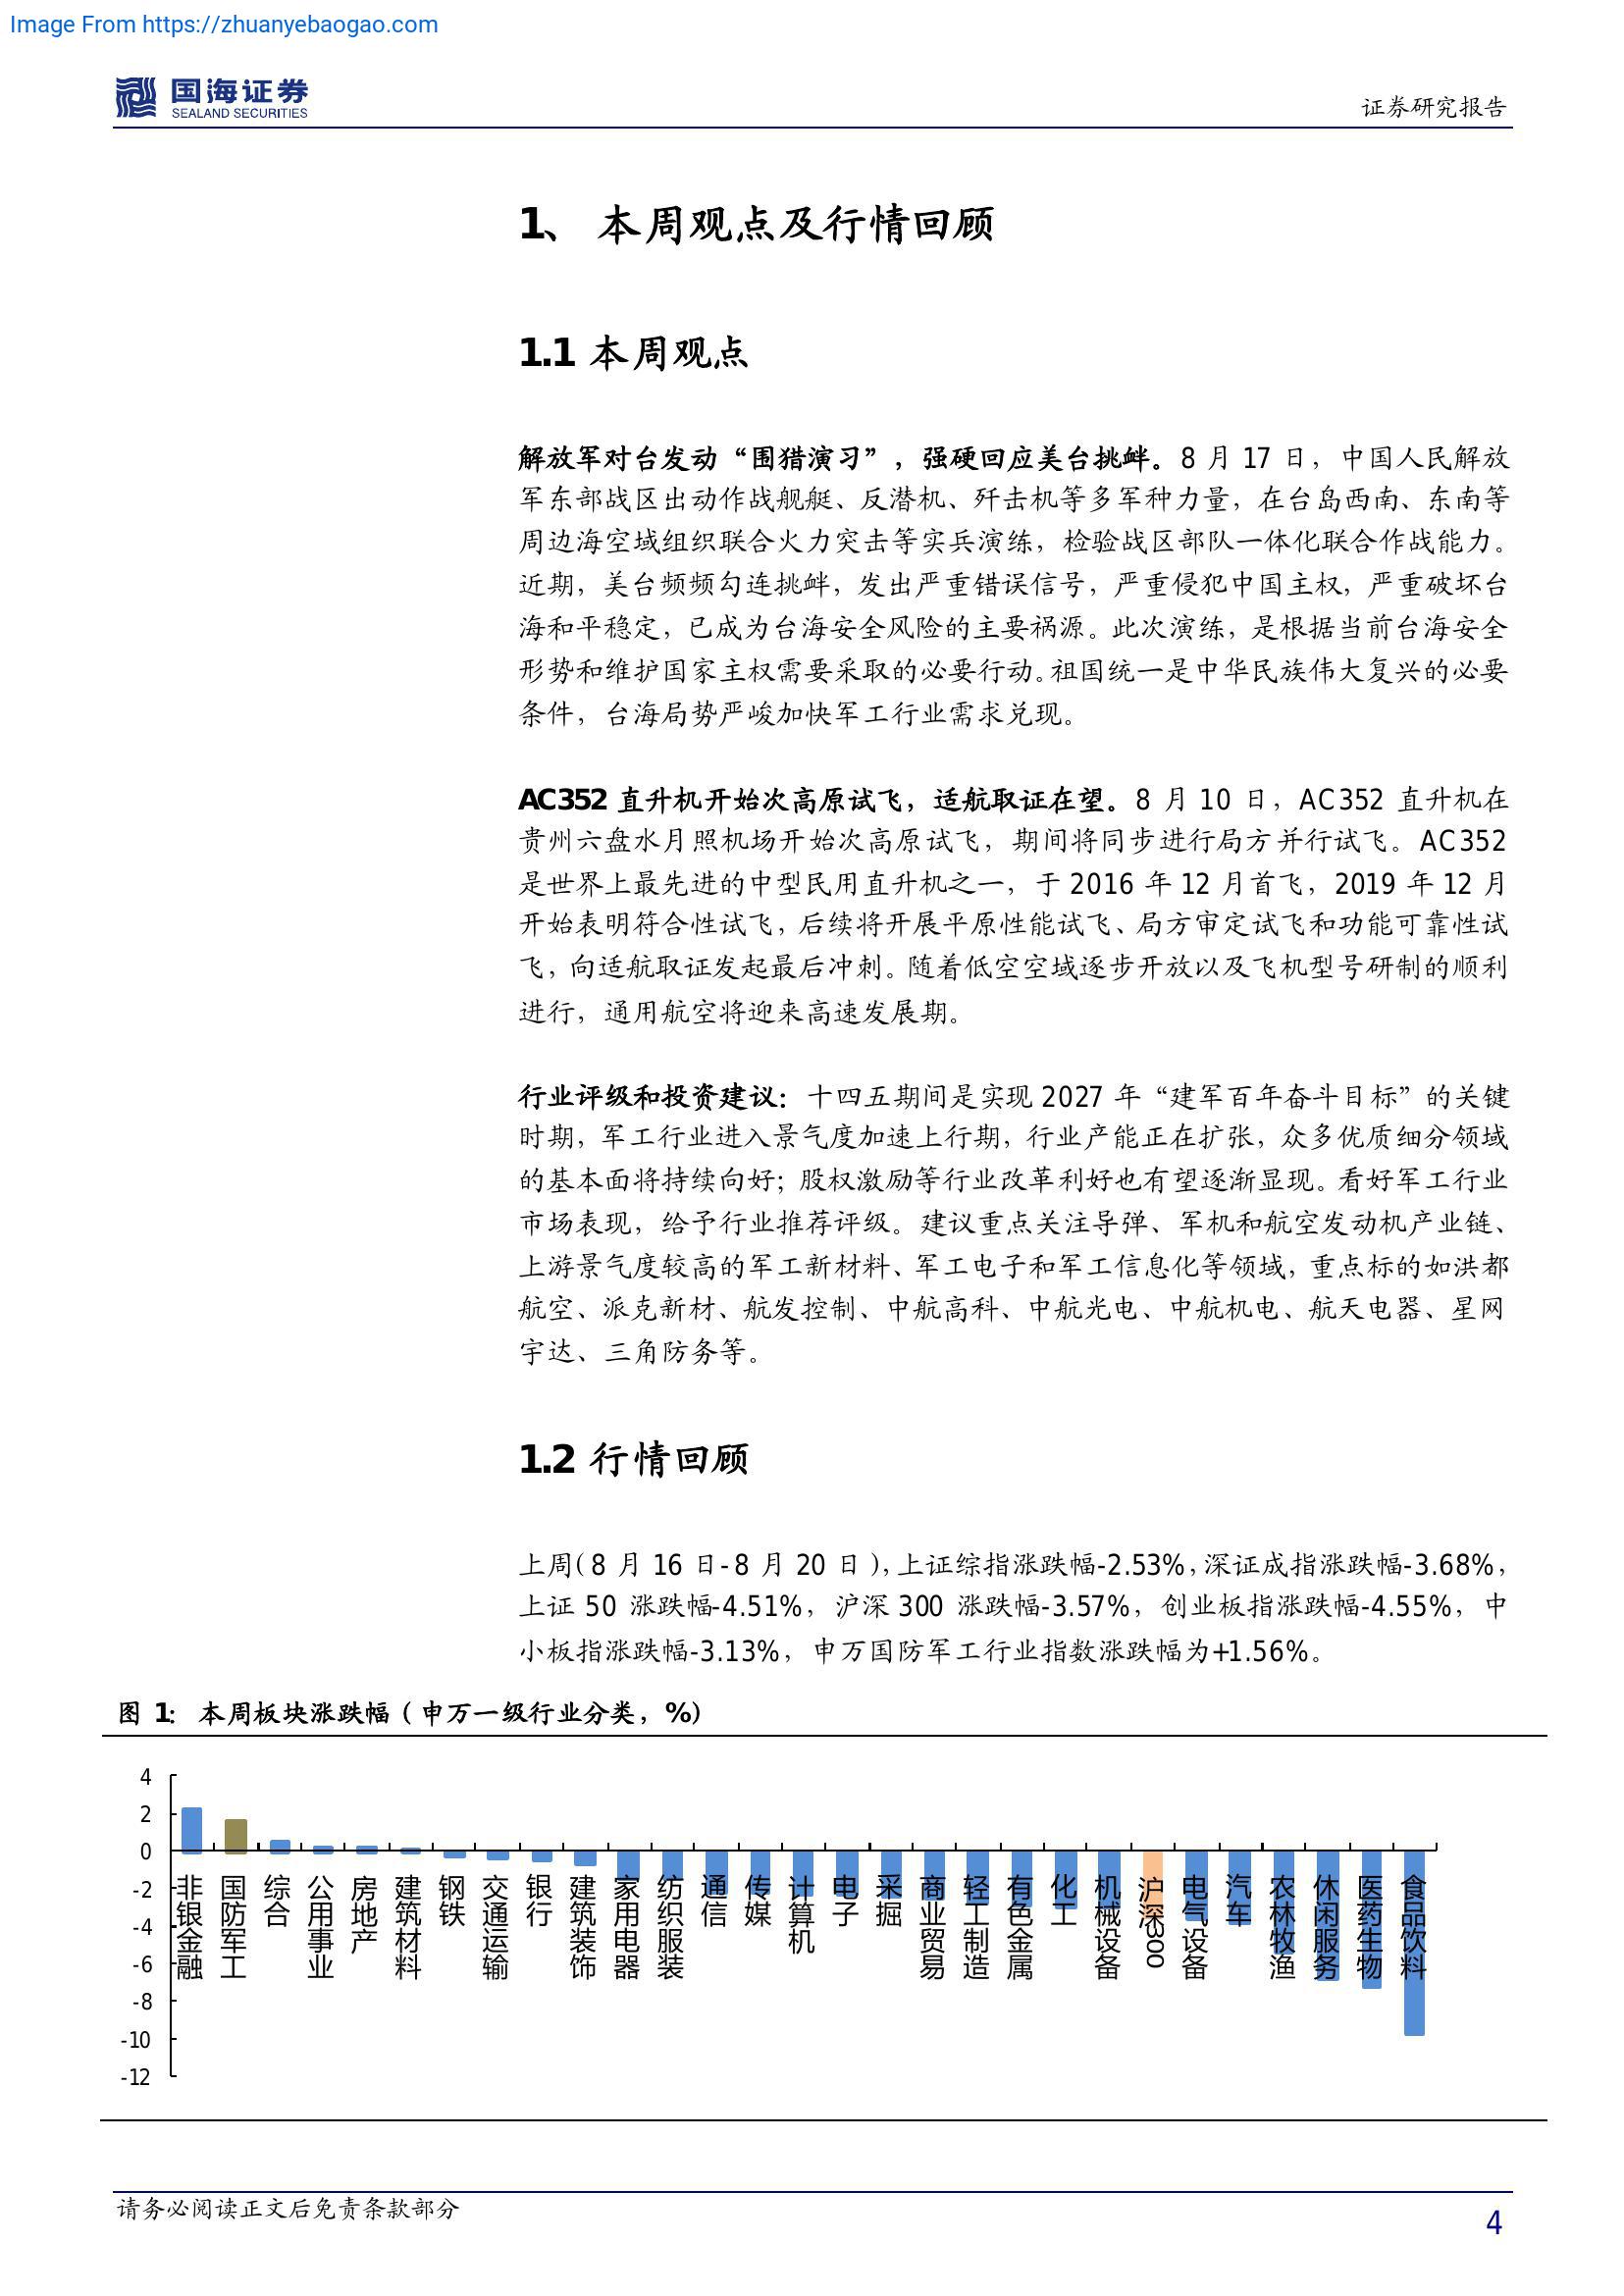 Image From https://zhuanyebaogao.com
国海证券
SEALAND SECURITIES
证券研究报告
1、 本周观点及行情回顾
1.1 本周观点
解放军对台发动“围猎演习”，强硬回应美台挑衅。8 月 17 日，中国人民解放
军东部战区出动作战舰艇、反潜机、歼击机等多军种力量，在台岛西南、东南等
周边海空域组织联合火力突击等实兵演练，检验战区部队一体化联合作战能力。
近期，美台频频勾连挑衅，发出严重错误信号，严重侵犯中国主权，严重破坏台
海和平稳定，已成为台海安全风险的主要祸源。此次演练，是根据当前台海安全
形势和维护国家主权需要采取的必要行动。祖国统一是中华民族伟大复兴的必要
条件，台海局势严峻加快军工行业需求兑现。
AC352 直升机开始次高原试飞，适航取证在望。8 月 10 日，AC352 直升机在
贵州六盘水月照机场开始次高原试飞，期间将同步进行局方并行试飞。AC352
是世界上最先进的中型民用直升机之一，于 2016 年 12 月首飞，2019 年 12 月
开始表明符合性试飞，后续将开展平原性能试飞、局方审定试飞和功能可靠性试
飞，向适航取证发起最后冲刺。随着低空空域逐步开放以及飞机型号研制的顺利
进行，通用航空将迎来高速发展期。
行业评级和投资建议：十四五期间是实现 2027 年“建军百年奋斗目标”的关键
时期，军工行业进入景气度加速上行期，行业产能正在扩张，众多优质细分领域
的基本面将持续向好；股权激励等行业改革利好也有望逐渐显现。看好军工行业
市场表现，给予行业推荐评级。建议重点关注导弹、军机和航空发动机产业链、
上游景气度较高的军工新材料、军工电子和军工信息化等领域，重点标的如洪都
航空、派克新材、航发控制、中航高科、中航光电、中航机电、航天电器、星网
宇达、三角防务等。
1.2 行情回顾
上周（8 月 16 日-8 月 20 日），上证综指涨跌幅-2.53%，深证成指涨跌幅-3.68%，
上证 50 涨跌幅-4.51%，沪深 300 涨跌幅-3.57%，创业板指涨跌幅-4.55%，中
小板指涨跌幅-3.13%，申万国防军工行业指数涨跌幅为+1.56%。
图 1： 本周板块涨跌幅（申万一级行业分类，%）
4
2
0
-2
-4
-6
-8
-10
-12
非银金融
国防军工
综合
公用事业
房地产
建筑材料
钢铁
交通运输
银行
建筑装饰
家用电器
纺织服装
通信
传媒
计算机
电子
采掘
商业贸易
轻工制造
有色金属
化工
机械设备
沪深300
电气设备
汽车
农林牧渔
休闲服务
医药生物
食品饮料
请务必阅读正文后免责条款部分
4